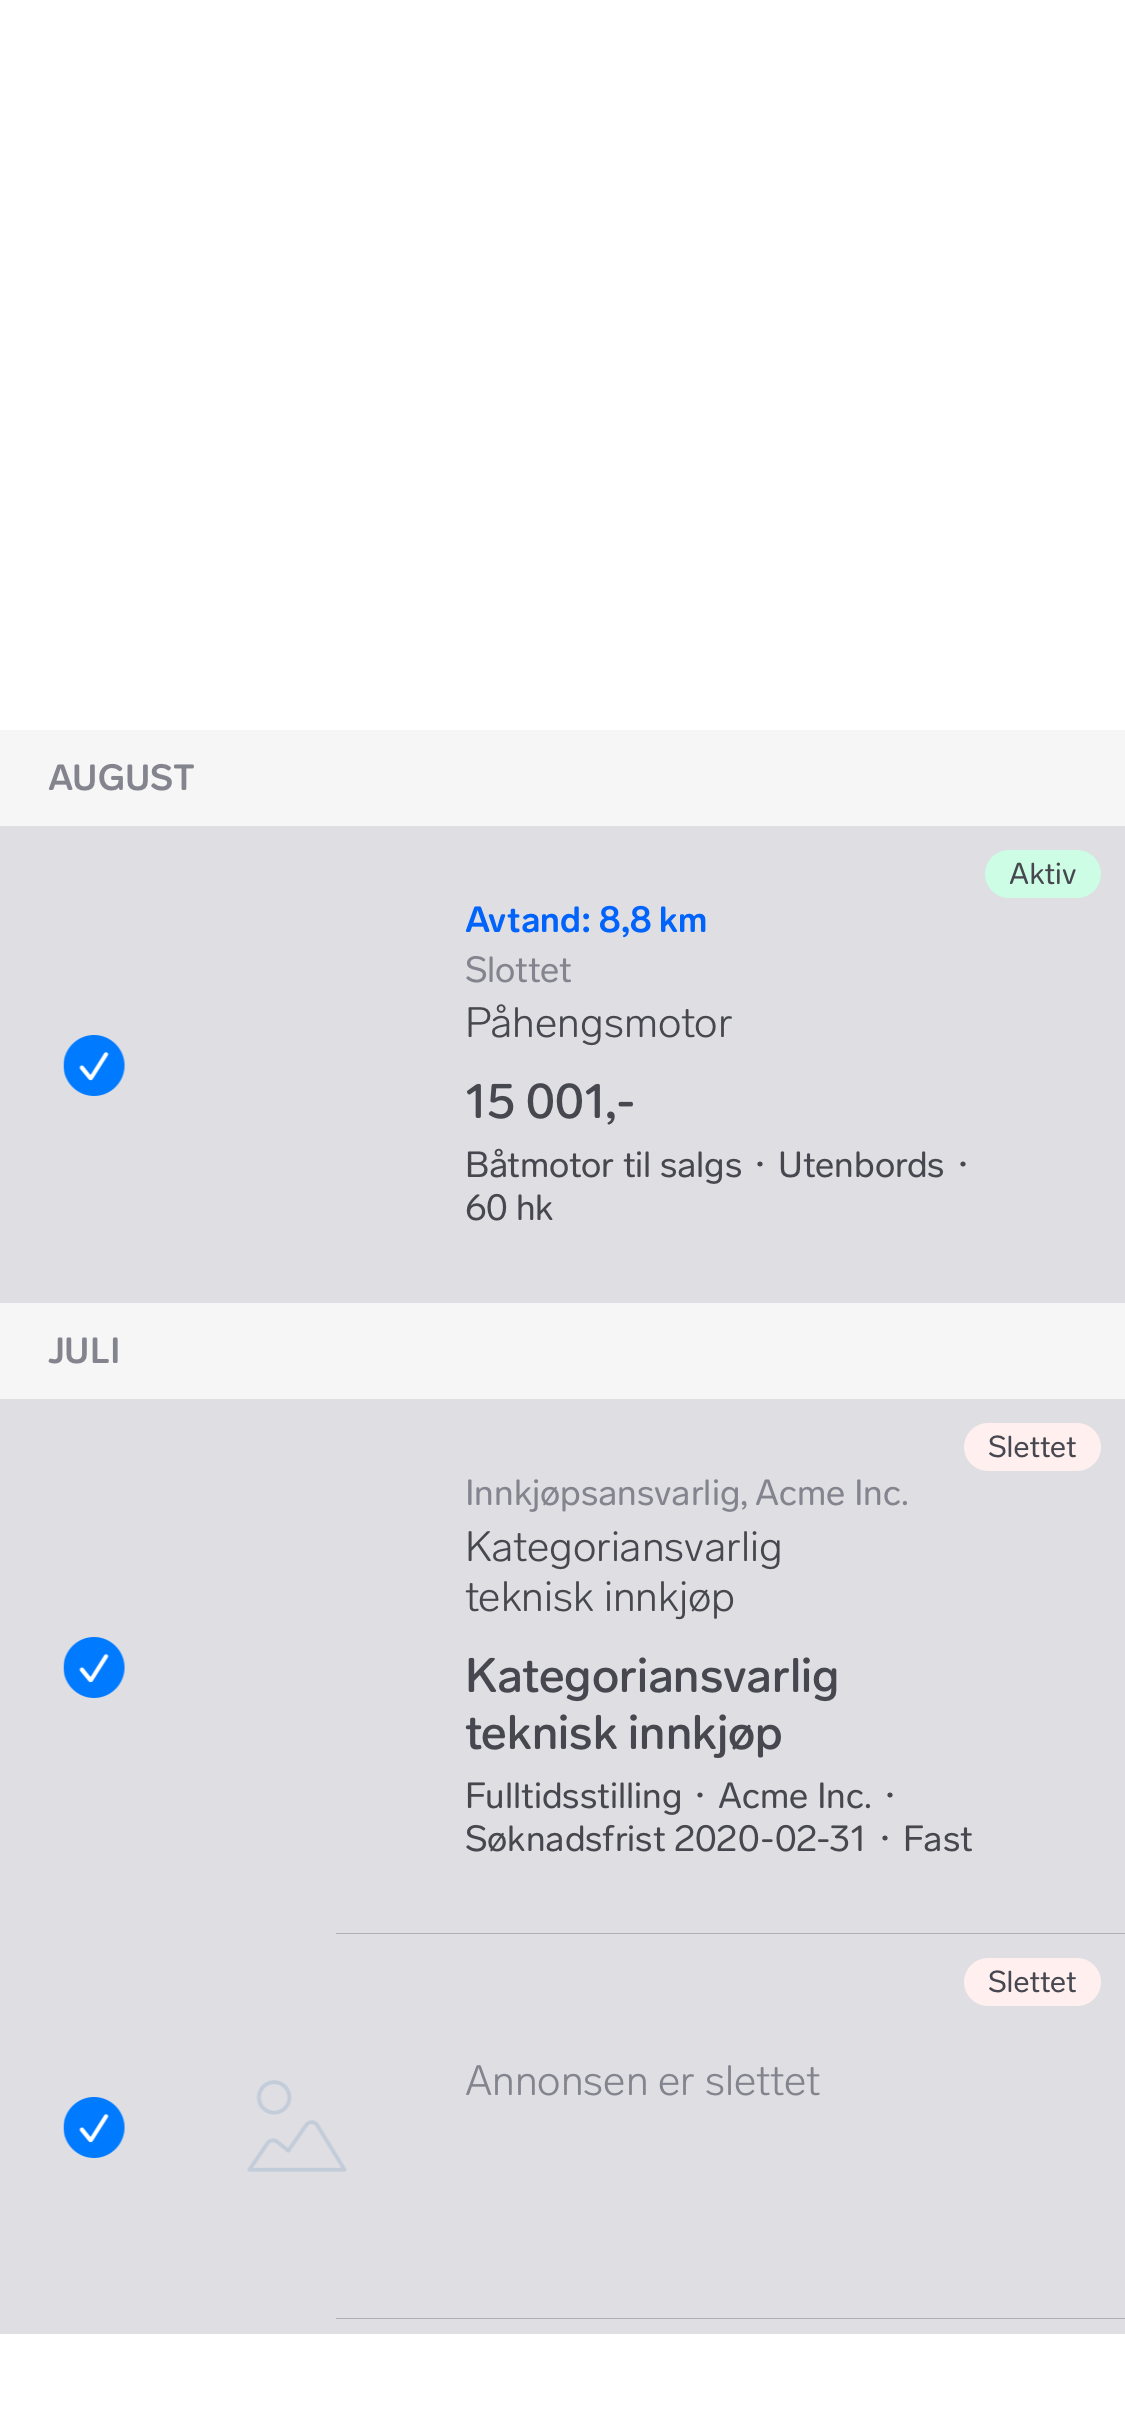 AUGUST
Aktiv
Avtand: 8,8 km
Slottet
Påhengsmotor
15 001,-
Båtmotor til salgs · Utenbords ·
60 hk
JULI
Slettet
Innkjøpsansvarlig, Acme Inc.
Kategoriansvarlig
teknisk innkjøp
Kategoriansvarlig
teknisk innkjøp
Fulltidsstilling · Acme Inc. ·
Søknadsfrist 2020-02-31 · Fast
Slettet
Annonsen er slettet